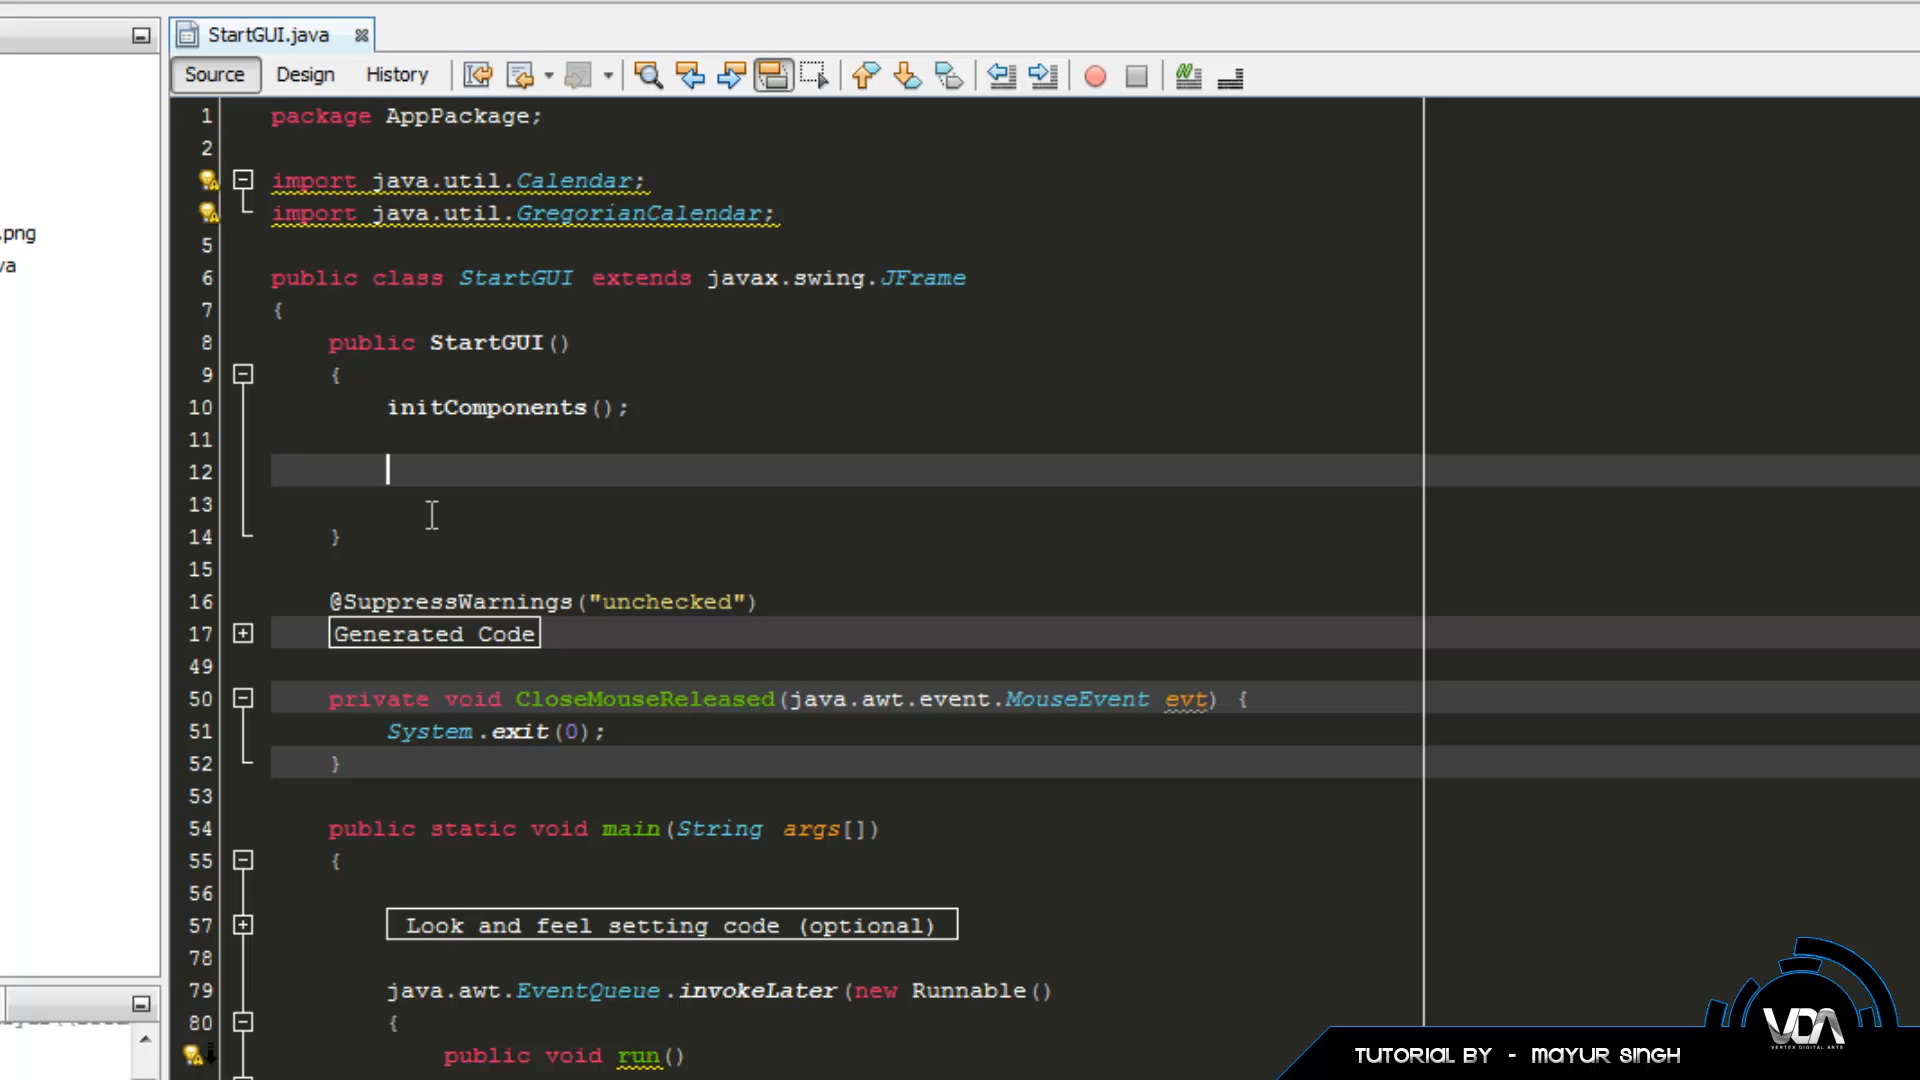 StartGUI.java
Source Design History
.png
va
1 package AppPackage;
2
import java.util.Calendar;
import java.util.GregorianCalendar;
5
6 public class StartGUI extends javax.swing.JFrame
7 {
8 public StartGUI()
9 {
10 initComponents();
11
12
13
14 }
15
16 @SuppressWarnings("unchecked")
17 Generated Code
49
50 private void CloseMouseReleased(java.awt.event.MouseEvent evt) {
51 System.exit(0);
52 }
53
54 public static void main(String args[])
55 {
56
57 Look and feel setting code (optional)
78
79 java.awt.EventQueue.invokeLater(new Runnable()
80 {
public void run()
VDA
VERTEX DIGITAL ARTS
TUTORIAL BY - MAYUR SINGH